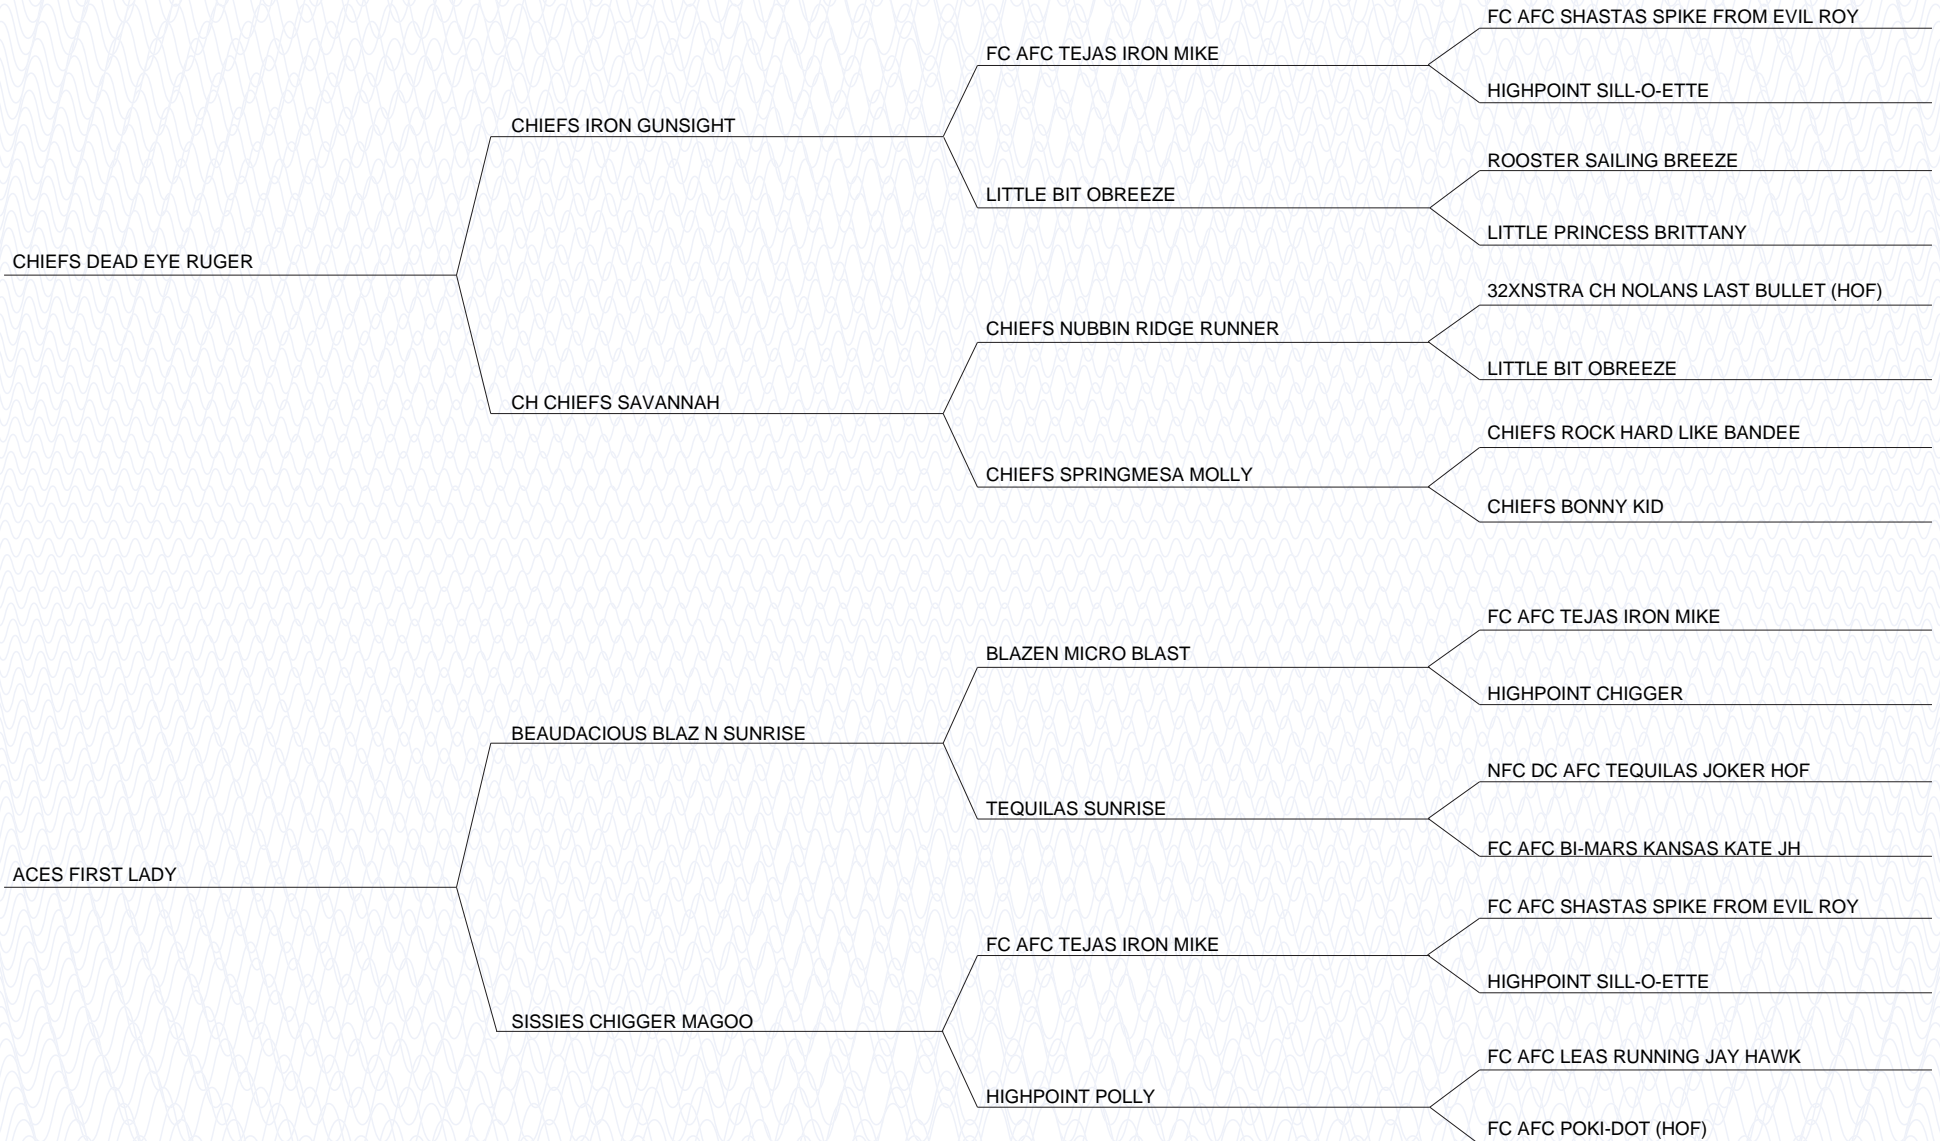 FC AFC SHASTAS SPIKE FROM EVIL ROY
FC AFC TEJAS IRON MIKE
HIGHPOINT SILL-O-ETTE
CHIEFS IRON GUNSIGHT
ROOSTER SAILING BREEZE
LITTLE BIT OBREEZE
LITTLE PRINCESS BRITTANY
CHIEFS DEAD EYE RUGER
32XNSTRA CH NOLANS LAST BULLET (HOF)
CHIEFS NUBBIN RIDGE RUNNER
LITTLE BIT OBREEZE
CH CHIEFS SAVANNAH
CHIEFS ROCK HARD LIKE BANDEE
CHIEFS SPRINGMESA MOLLY
CHIEFS BONNY KID
FC AFC TEJAS IRON MIKE
BLAZEN MICRO BLAST
HIGHPOINT CHIGGER
BEAUDACIOUS BLAZ N SUNRISE
NFC DC AFC TEQUILAS JOKER HOF
TEQUILAS SUNRISE
FC AFC BI-MARS KANSAS KATE JH
ACES FIRST LADY
FC AFC SHASTAS SPIKE FROM EVIL ROY
FC AFC TEJAS IRON MIKE
HIGHPOINT SILL-O-ETTE
SISSIES CHIGGER MAGOO
FC AFC LEAS RUNNING JAY HAWK
HIGHPOINT POLLY
FC AFC POKI-DOT (HOF)